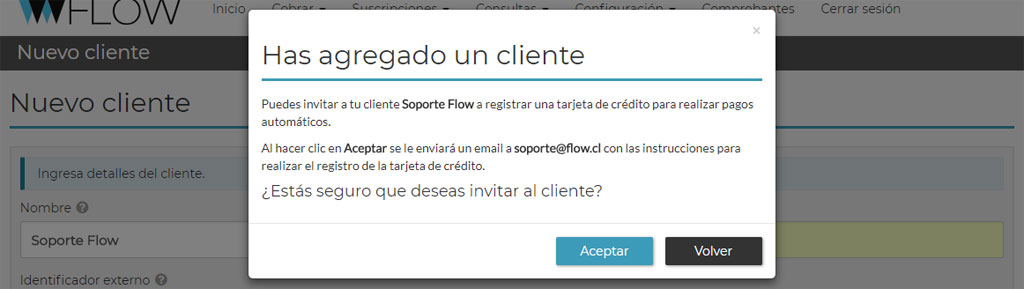 FLOW
Inicio Cobrar Suscripciones Consultas Configuración Comprobantes Cerrar sesión
×
Nuevo cliente
Has agregado un cliente
Nuevo cliente
Puedes invitar a tu cliente Soporte Flow a registrar una tarjeta de crédito para realizar pagos
automáticos.
Al hacer clic en Aceptar se le enviará un email a soporte@flow.cl con las instrucciones para
realizar el registro de la tarjeta de crédito.
Ingresa detalles del cliente.
¿Estás seguro que deseas invitar al cliente?
Nombre ?
Soporte Flow
Aceptar Volver
Identificador externo ?